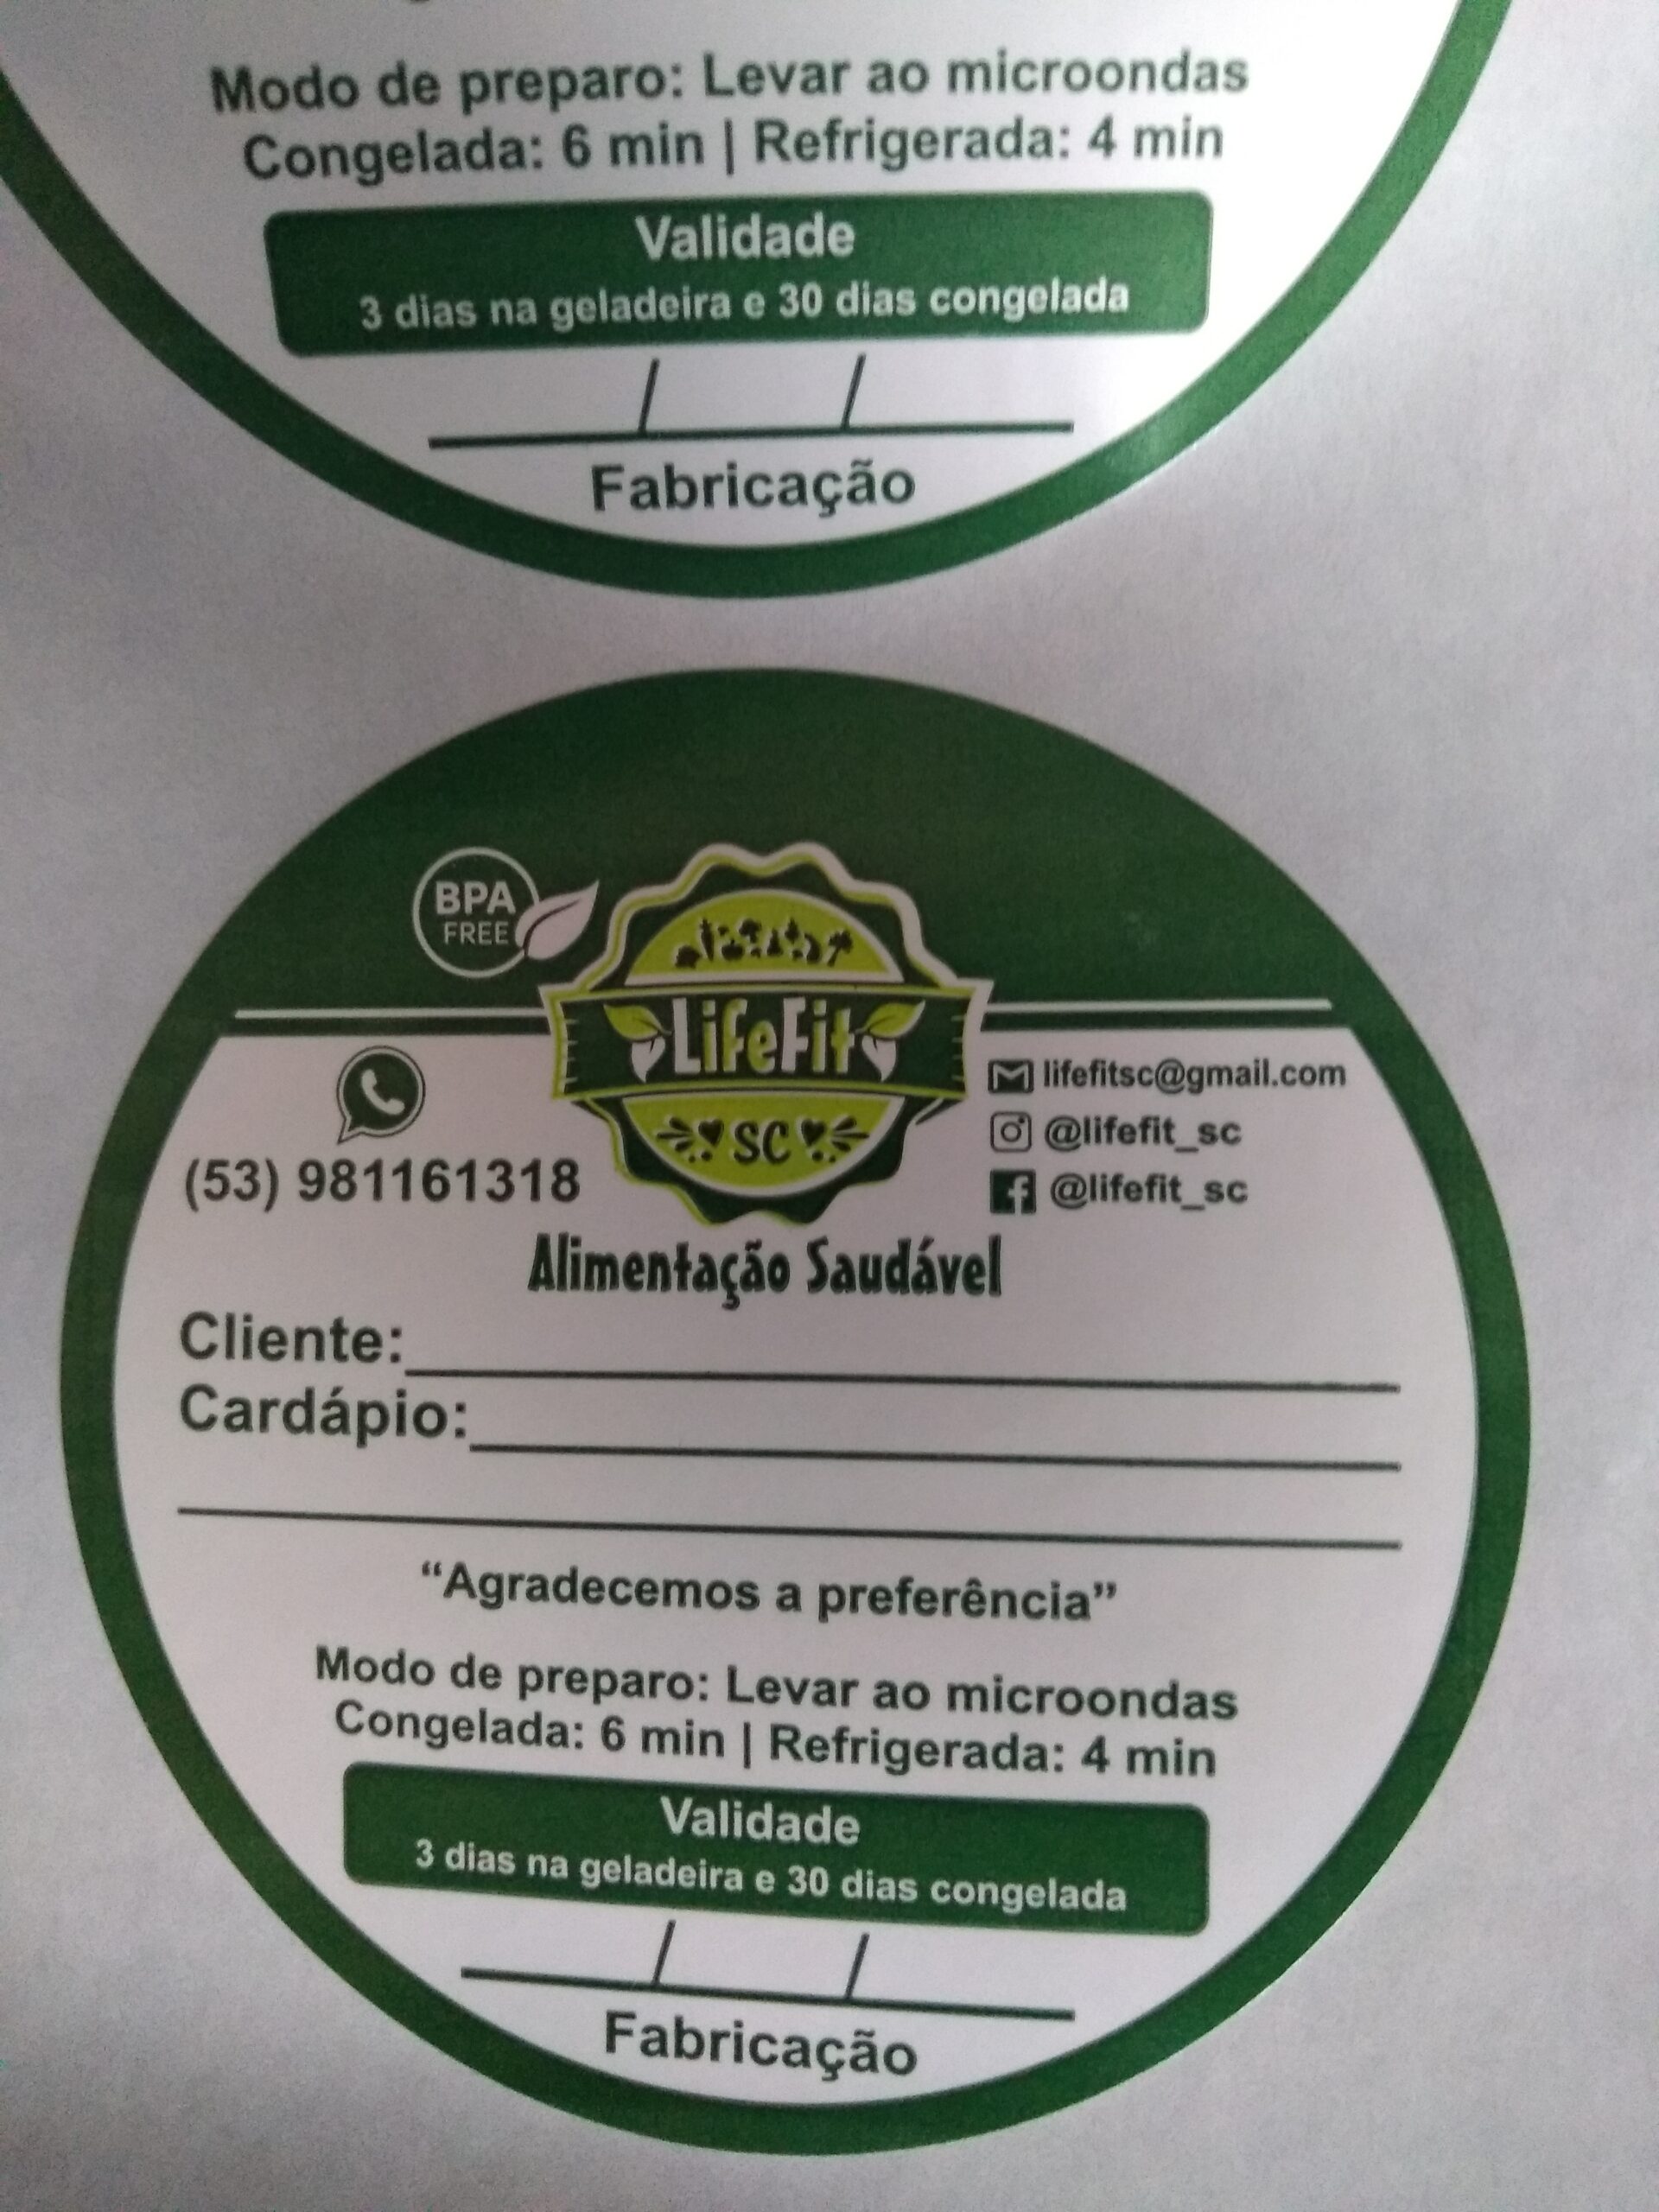 Modo de preparo: Levar ao microondas
Congelada: 6 min | Refrigerada: 4 min
Validade
3 dias na geladeira e 30 dias congelada
/ /
Fabricação
BPA
FREE
LifeFit
SC
(53) 981161318
lifefitsc@gmail.com
@lifefit_sc
@lifefit_sc
Alimentação Saudável
Cliente:
Cardápio:
“Agradecemos a preferência”
Modo de preparo: Levar ao microondas
Congelada: 6 min | Refrigerada: 4 min
Validade
3 dias na geladeira e 30 dias congelada
/ /
Fabricação